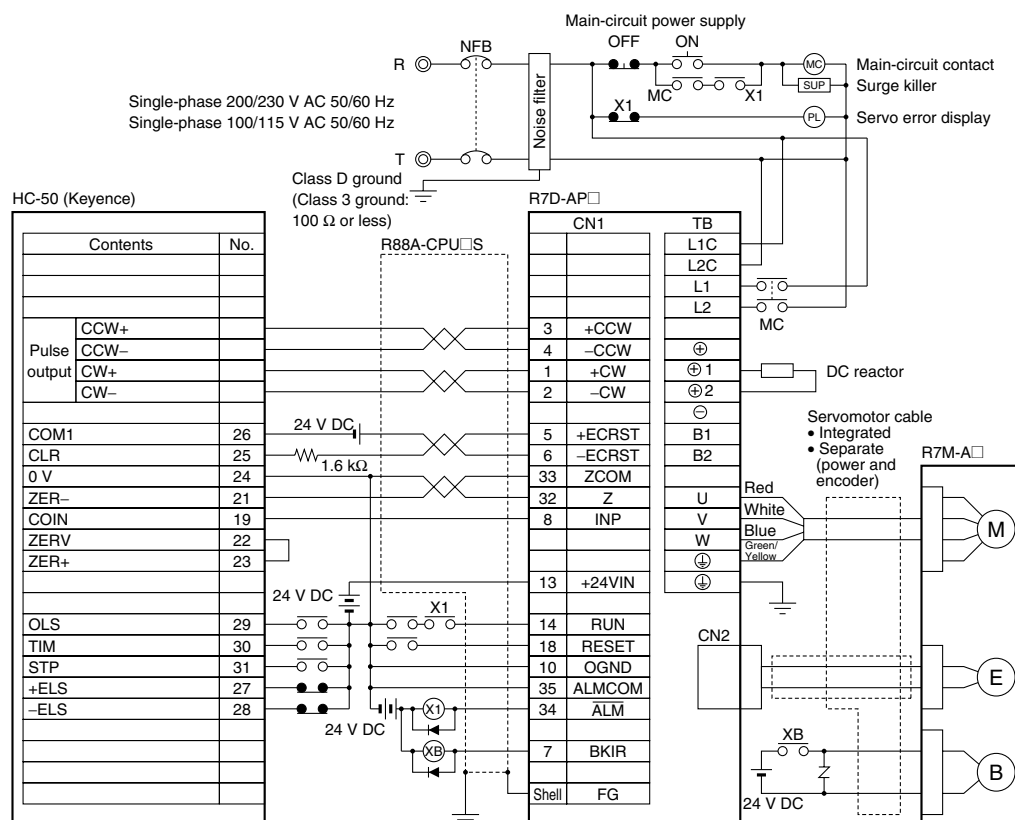 Main-circuit power supply
OFF ON
NFB
R
MC
Main-circuit contact
SUP
Surge killer
MC X1
Single-phase 200/230 V AC 50/60 Hz
Single-phase 100/115 V AC 50/60 Hz
Noise filter
X1
PL
Servo error display
T
Class D ground
(Class 3 ground:
100 Ω or less)
HC-50 (Keyence)
R7D-AP□
CN1 TB
Contents No.
R88A-CPU□S
L1C
L2C
L1
L2
MC
Pulse output
CCW+ 3 +CCW
CCW− 4 −CCW ⊕
CW+ 1 +CW ⊕1 DC reactor
CW− 2 −CW ⊕2
⊖
COM1 26 24 V DC 5 +ECRST B1
CLR 25 1.6 kΩ 6 −ECRST B2
0 V 24 33 ZCOM
ZER− 21 32 Z U Red
COIN 19 8 INP V White
ZERV 22 W Blue
ZER+ 23 Green/
Yellow
Servomotor cable
• Integrated
• Separate
(power and
encoder)
R7M-A□
M
13 +24VIN
24 V DC
X1
OLS 29 14 RUN
TIM 30 18 RESET
STP 31 10 OGND
+ELS 27 35 ALMCOM
−ELS 28 24 V DC X1 34 ALM
XB 7 BKIR
Shell FG
CN2
E
XB
24 V DC
B